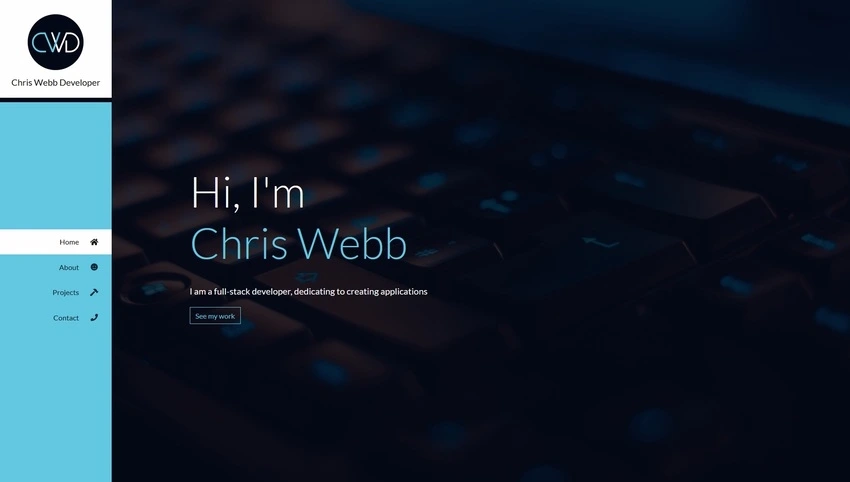 CWD
Chris Webb Developer
Home
About
Projects
Contact
Hi, I'm
Chris Webb
I am a full-stack developer, dedicating to creating applications
See my work